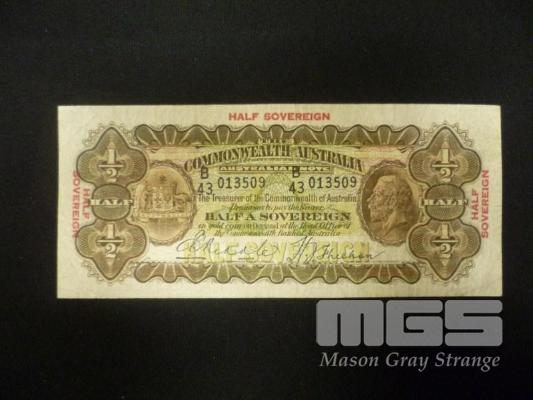 HALF SOVEREIGN
THE
COMMONWEALTH OF AUSTRALIA
AUSTRALIAN NOTE
B B
43 013509 43 013509
The Treasurer of the Commonwealth of Australia
Promises to pay the Bearer
HALF A SOVEREIGN
in gold coin on demand at the Head Office of
the Commonwealth Bank of Australia
HALF SOVEREIGN
1/2
1/2
HALF
HALF
1/2
1/2
HALF SOVEREIGN
HALF SOVEREIGN
MGS
Mason Gray Strange